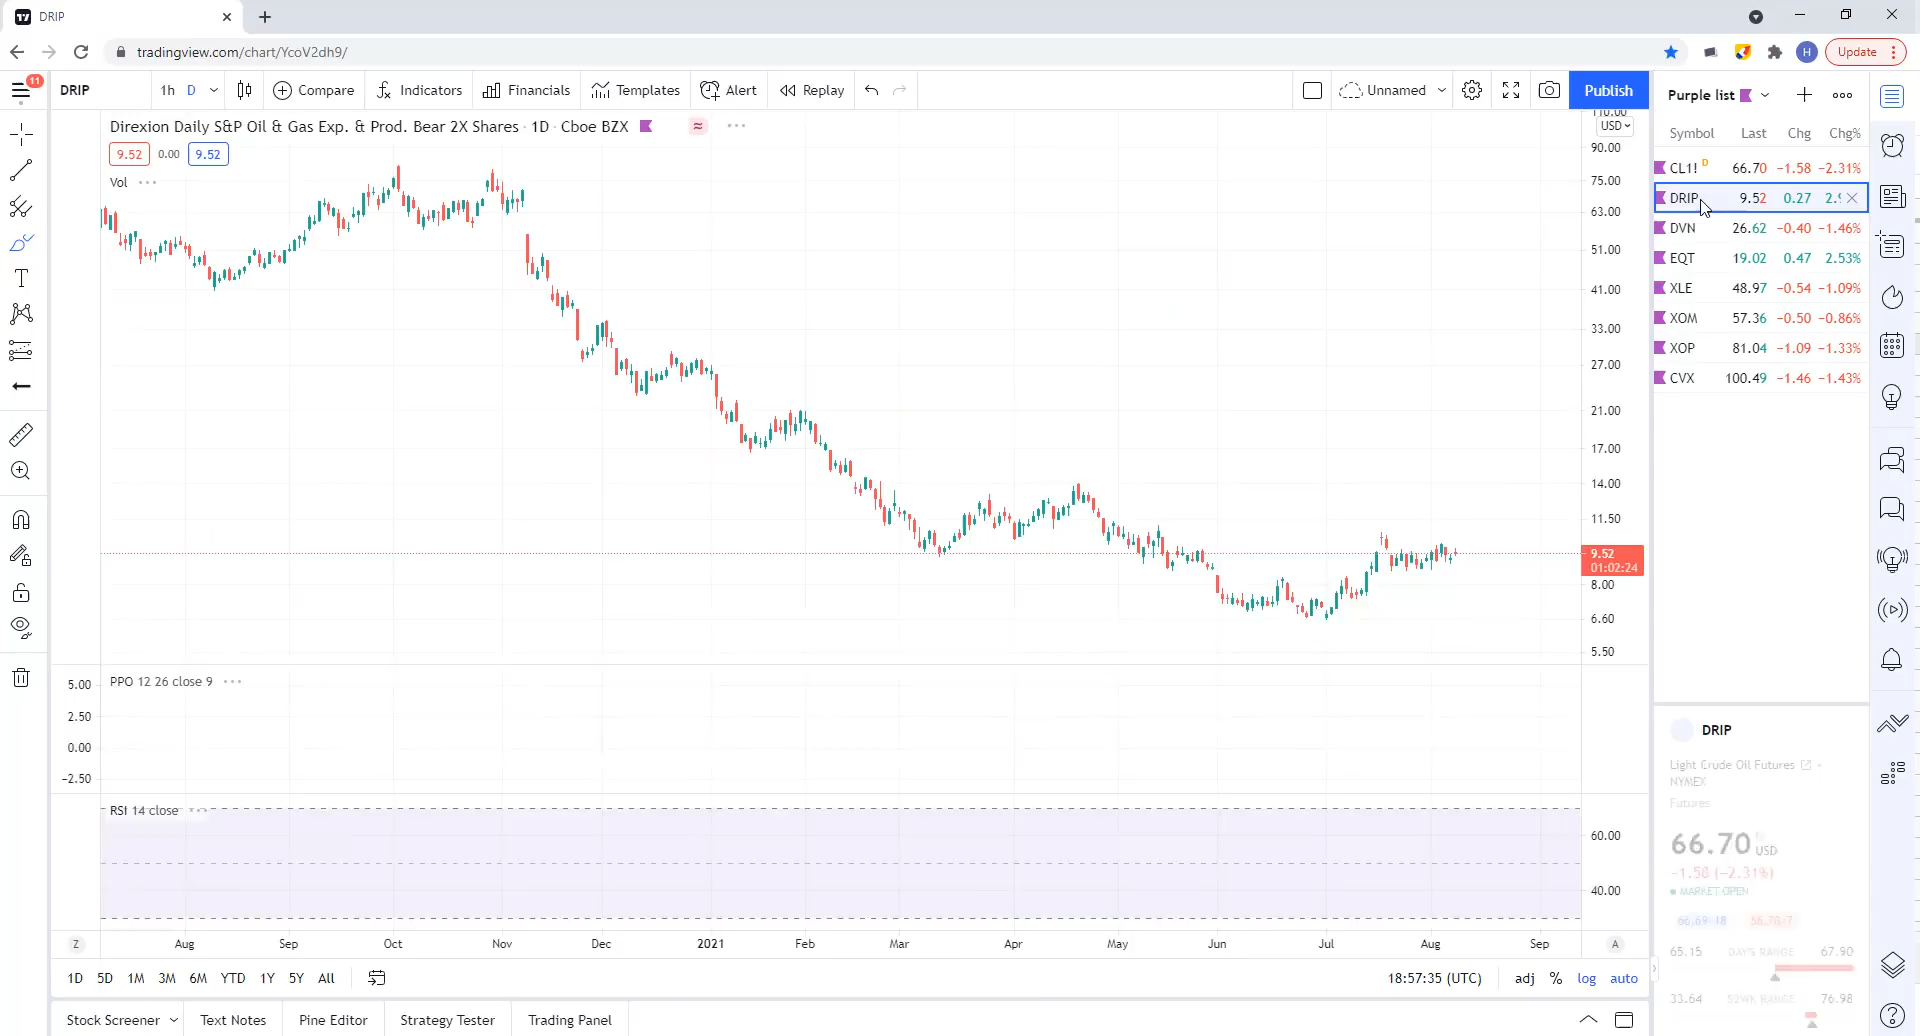 DRIP
tradingview.com/chart/YcoV2dh9/
H
Update
11
DRIP
1h D
Compare
Indicators
Financials
Templates
Alert
Replay
Unnamed
Publish
Purple list
Direxion Daily S&P Oil & Gas Exp. & Prod. Bear 2X Shares · 1D · Cboe BZX
9.52 0.00 9.52
Vol
110.00
USD
90.00
75.00
63.00
51.00
41.00
33.00
27.00
21.00
17.00
14.00
11.50
9.52
01:02:24
8.00
6.60
5.50
Symbol Last Chg Chg%
CL1! D 66.70 −1.58 −2.31%
DRIP 9.52 0.27 2.9
DVN 26.62 −0.40 −1.46%
EQT 19.02 0.47 2.53%
XLE 48.97 −0.54 −1.09%
XOM 57.36 −0.50 −0.86%
XOP 81.04 −1.09 −1.33%
CVX 100.49 −1.46 −1.43%
PPO 12 26 close 9
5.00
2.50
0.00
−2.50
RSI 14 close
60.00
40.00
Z Aug Sep Oct Nov Dec 2021 Feb Mar Apr May Jun Jul Aug Sep A
1D 5D 1M 3M 6M YTD 1Y 5Y All
18:57:35 (UTC) adj % log auto
Stock Screener Text Notes Pine Editor Strategy Tester Trading Panel
DRIP
Light Crude Oil Futures
NYMEX
Futures
66.70 USD
−1.58 (−2.31%)
MARKET OPEN
65.15 DAY'S RANGE 67.90
33.64 52WK RANGE 76.98